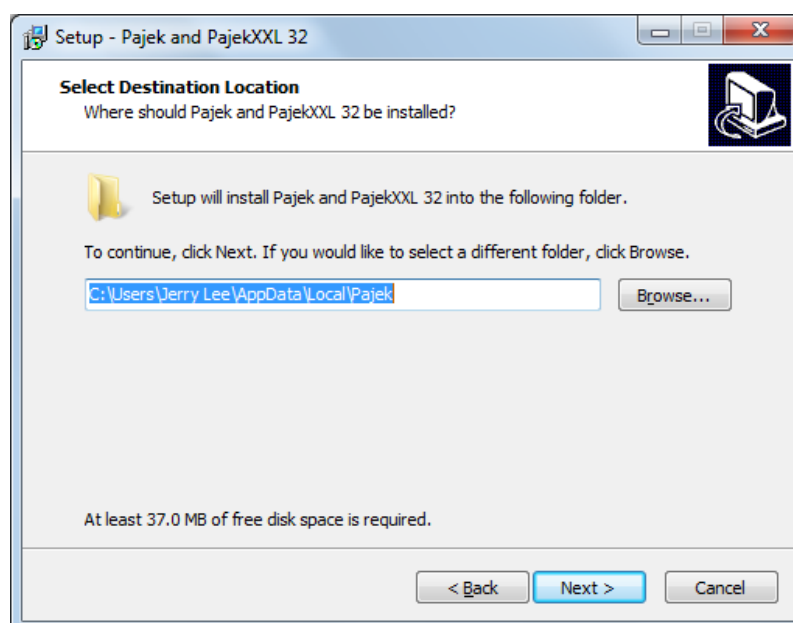 Setup - Pajek and PajekXXL 32
Select Destination Location
Where should Pajek and PajekXXL 32 be installed?
Setup will install Pajek and PajekXXL 32 into the following folder.
To continue, click Next. If you would like to select a different folder, click Browse.
C:\Users\Jerry Lee\AppData\Local\Pajek
Browse...
At least 37.0 MB of free disk space is required.
< Back
Next >
Cancel